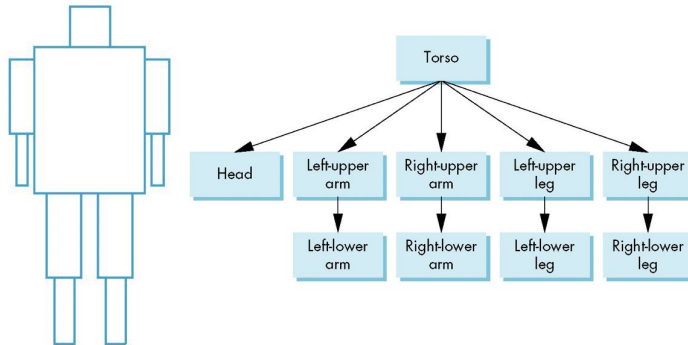 Torso
Head
Left-upper
arm
Right-upper
arm
Left-upper
leg
Right-upper
leg
Left-lower
arm
Right-lower
arm
Left-lower
leg
Right-lower
leg